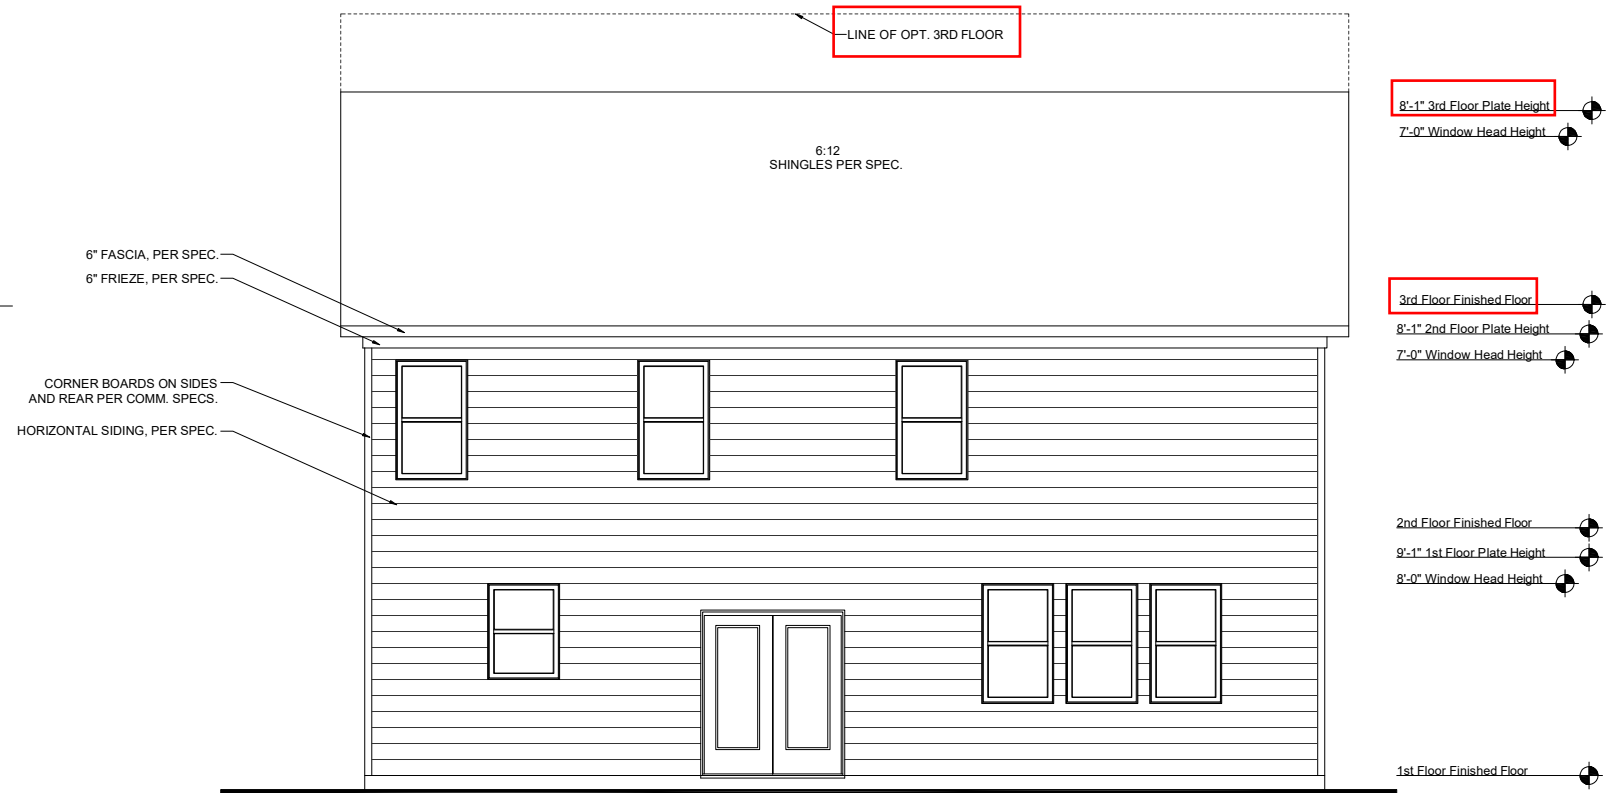 LINE OF OPT. 3RD FLOOR
8'-1" 3rd Floor Plate Height
7'-0" Window Head Height
6:12
SHINGLES PER SPEC.
6" FASCIA, PER SPEC.
6" FRIEZE, PER SPEC.
3rd Floor Finished Floor
8'-1" 2nd Floor Plate Height
7'-0" Window Head Height
CORNER BOARDS ON SIDES
AND REAR PER COMM. SPECS.
HORIZONTAL SIDING, PER SPEC.
2nd Floor Finished Floor
9'-1" 1st Floor Plate Height
8'-0" Window Head Height
1st Floor Finished Floor